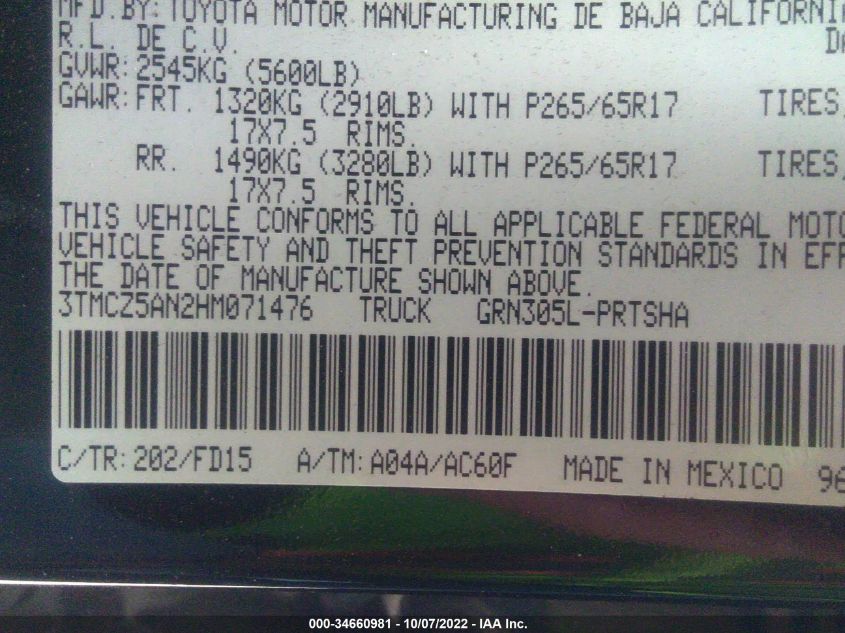 MFD.BY: TOYOTA MOTOR MANUFACTURING DE BAJA
R.L. DE C.V.
GVWR: 2545KG (5600LB)
GAWR: FRT. 1320KG (2910LB) WITH P265/65R17 TIRES,
17X7.5 RIMS.
RR. 1490KG (3280LB) WITH P265/65R17 TIRES,
17X7.5 RIMS.
THIS VEHICLE CONFORMS TO ALL APPLICABLE FEDERAL
VEHICLE SAFETY AND THEFT PREVENTION STANDARDS IN
THE DATE OF MANUFACTURE SHOWN ABOVE.
3TMCZ5AN2HM071476 TRUCK GRN305L-PRTSHA
C/TR: 202/FD15 A/TM: A04A/AC60F MADE IN MEXICO
000-34660981 - 10/07/2022 - IAA Inc.